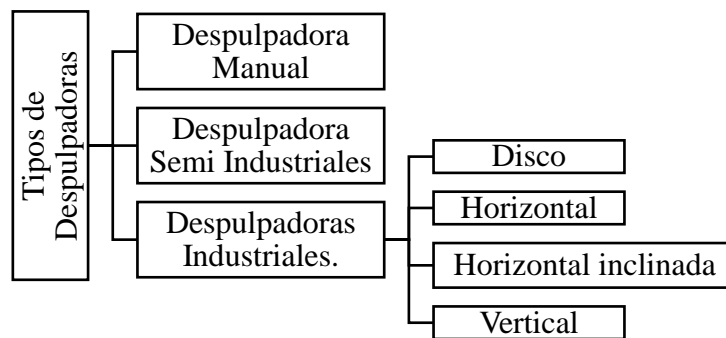 Tipos de
Despulpadoras
Despulpadora
Manual
Despulpadora
Semi Industriales
Despulpadoras
Industriales.
Disco
Horizontal
Horizontal inclinada
Vertical